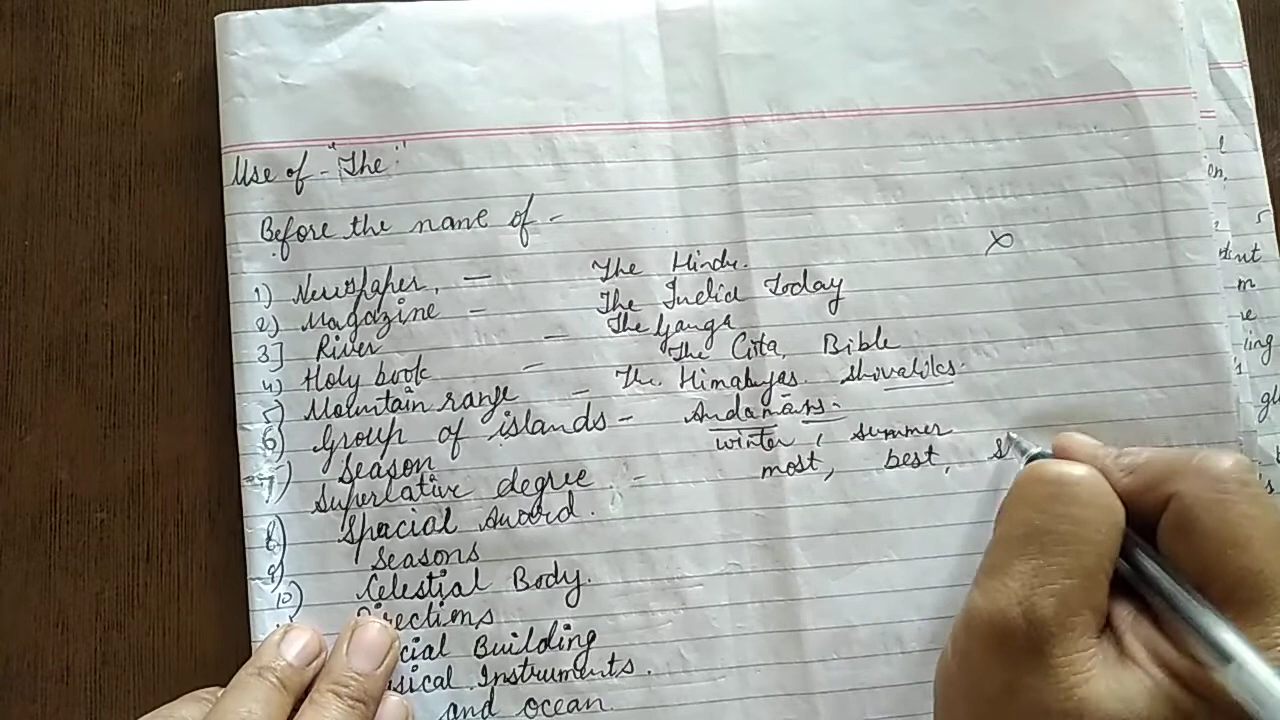 Use of - "The"
Before the name of -
1) Newspaper, - The Hindu.
2) Magazine - The India Today
3] River - The Ganga
4) Holy book - The Gita, Bible
5) Mountain range - The Himalayas. Shivaliks.
6) Group of islands - Andamans.
7) Season winter, summer
Superlative degree - most, best, s
8) Spacial Award.
9) Seasons
10) Celestial Body.
Directions
cial Building
sical Instruments.
and ocean